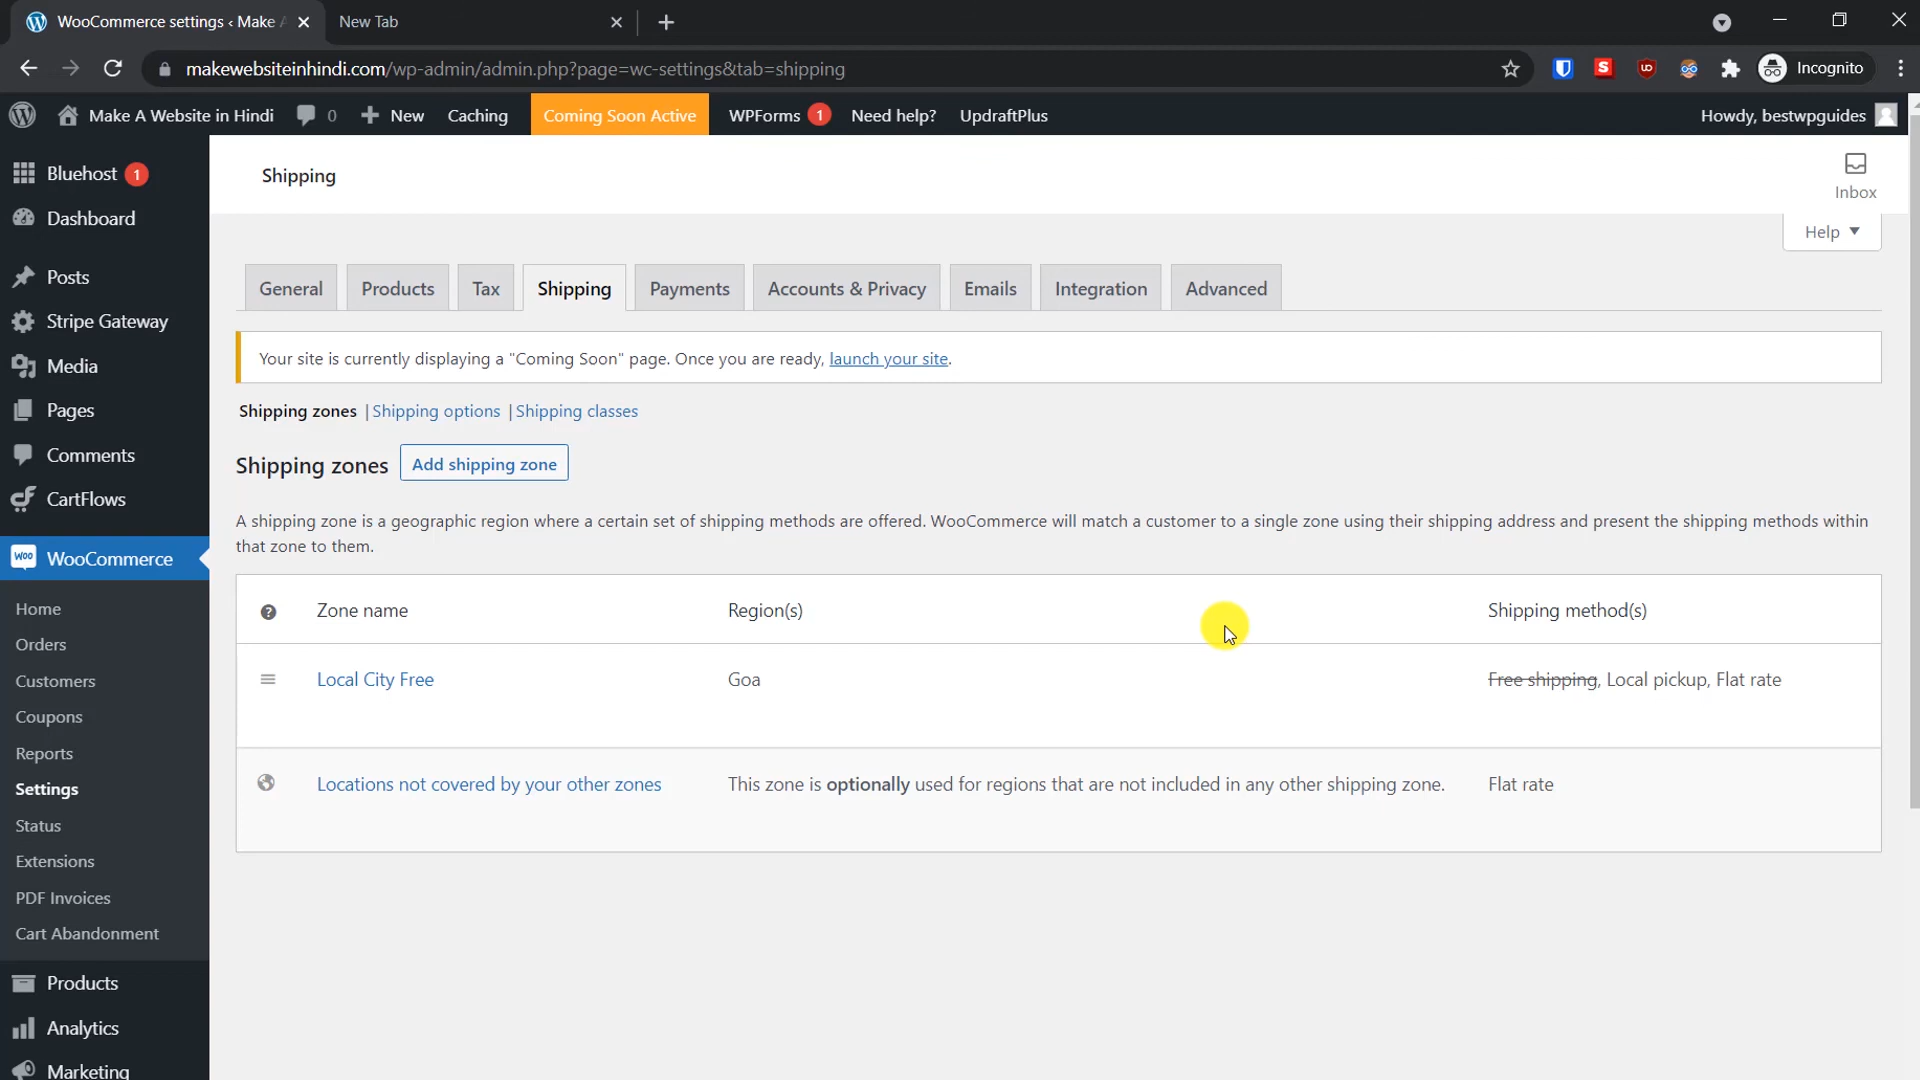 WooCommerce settings ‹ Make A
New Tab
makewebsiteinhindi.com/wp-admin/admin.php?page=wc-settings&tab=shipping
Incognito
Make A Website in Hindi 0 New Caching Coming Soon Active WPForms 1 Need help? UpdraftPlus Howdy, bestwpguides
Bluehost 1
Dashboard
Posts
Stripe Gateway
Media
Pages
Comments
CartFlows
WooCommerce
Home
Orders
Customers
Coupons
Reports
Settings
Status
Extensions
PDF Invoices
Cart Abandonment
Products
Analytics
Marketing
Shipping
Inbox
Help
General Products Tax Shipping Payments Accounts & Privacy Emails Integration Advanced
Your site is currently displaying a "Coming Soon" page. Once you are ready, launch your site.
Shipping zones | Shipping options | Shipping classes
Shipping zones Add shipping zone
A shipping zone is a geographic region where a certain set of shipping methods are offered. WooCommerce will match a customer to a single zone using their shipping address and present the shipping methods within
that zone to them.
Zone name Region(s) Shipping method(s)
Local City Free Goa Free shipping, Local pickup, Flat rate
Locations not covered by your other zones This zone is optionally used for regions that are not included in any other shipping zone. Flat rate